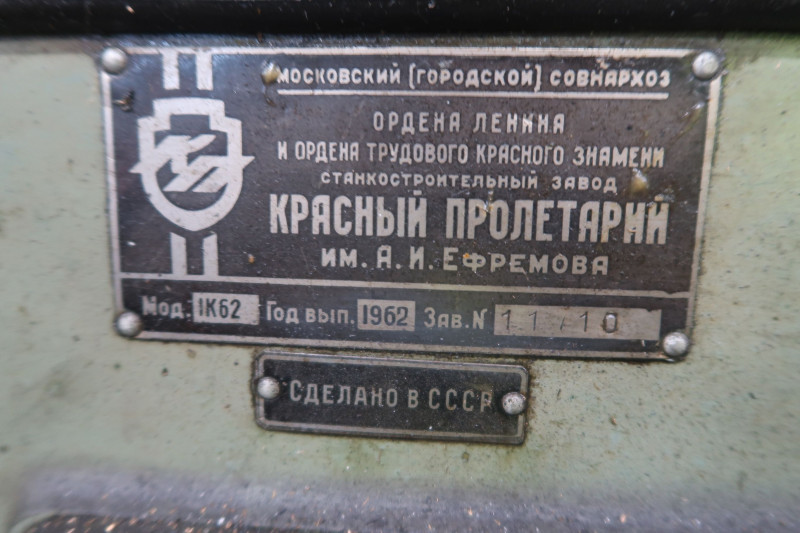 МОСКОВСКИЙ (ГОРОДСКОЙ) СОВНАРХОЗ
ОРДЕНА ЛЕНИНА
И ОРДЕНА ТРУДОВОГО КРАСНОГО ЗНАМЕНИ
СТАНКОСТРОИТЕЛЬНЫЙ ЗАВОД
КРАСНЫЙ ПРОЛЕТАРИЙ
ИМ. А. И. ЕФРЕМОВА
Мод. 1К62 Год вып. 1962 Зав. N
СДЕЛАНО В СССР